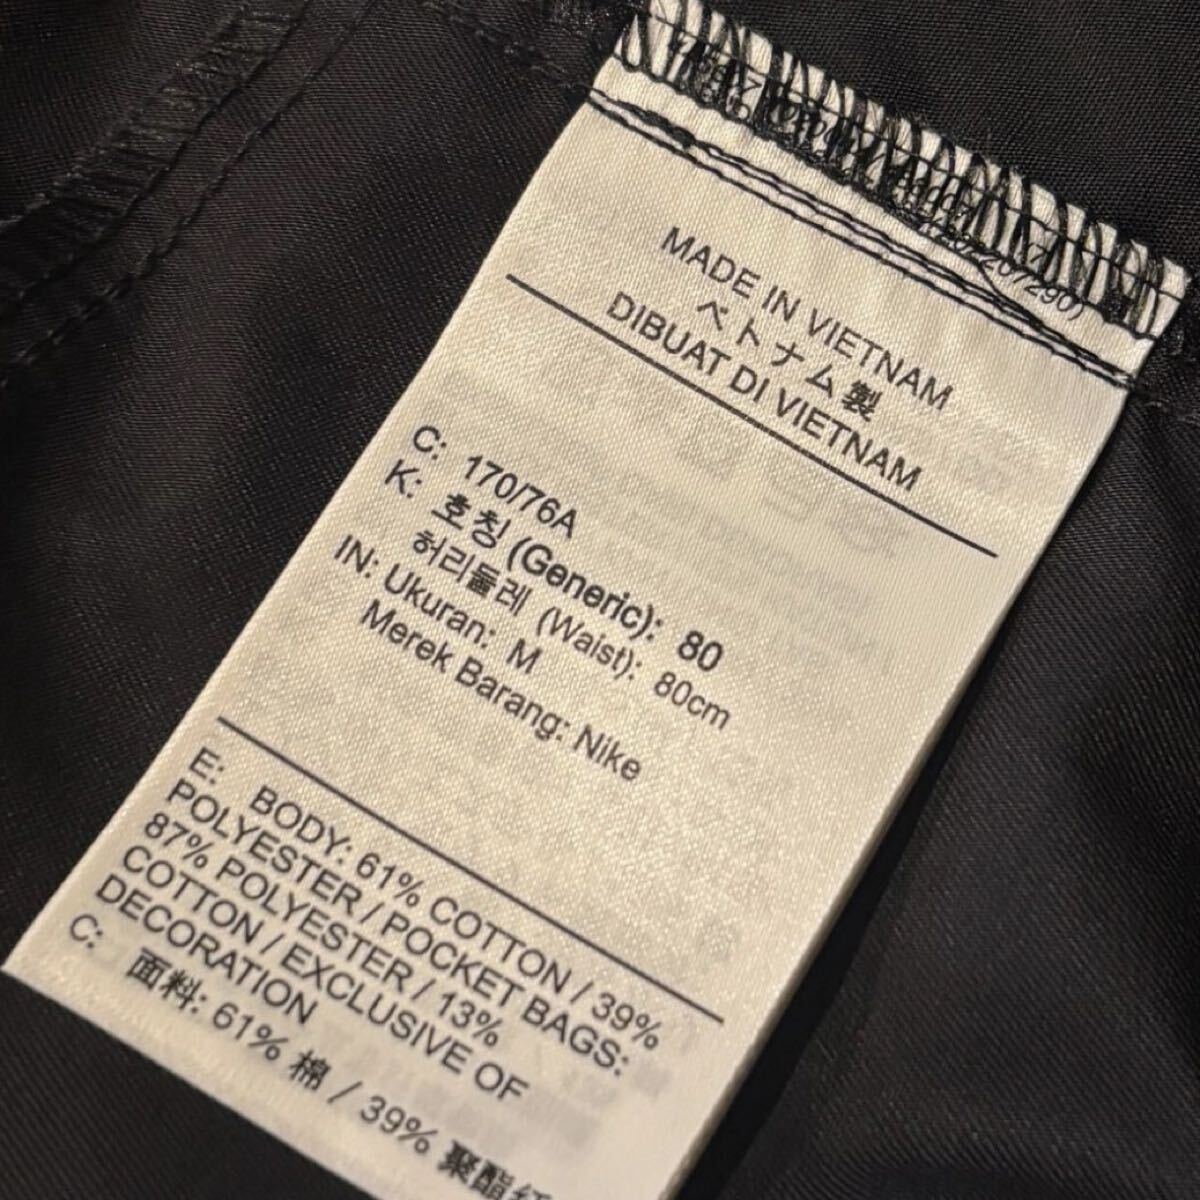 MADE IN VIETNAM
ベトナム製
DIBUAT DI VIETNAM
C: 170/76A
K: 호칭 (Generic): 80
허리둘레 (Waist): 80cm
IN: Ukuran: M
Merek Barang: Nike
E: BODY: 61% COTTON / 39%
POLYESTER / POCKET BAGS:
87% POLYESTER / 13%
COTTON / EXCLUSIVE OF
DECORATION
C: 面料: 61% 棉 / 39% 聚酯纤